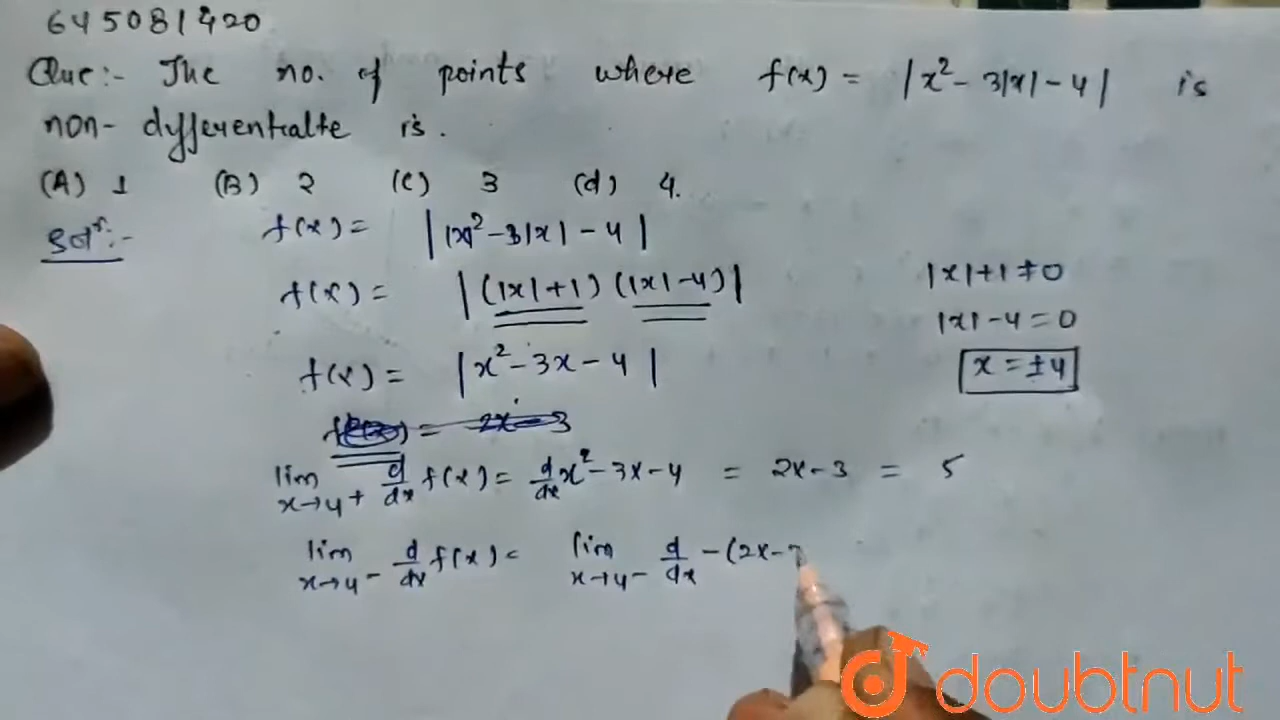 645081420
Que:- The no. of points where f(x) = |x² - 3|x| - 4| is
non- differentialte is.
(A) 1 (B) 2 (C) 3 (d) 4.
Solⁿ:- f(x) = ||x|² - 3|x| - 4|
f(x) = |(|x|+1) (|x|-4)|
|x|+1 ≠ 0
|x| - 4 = 0
x = ±4
f(x) = |x² - 3x - 4|
lim x→4+ d/dx f(x) = d/dx x² - 3x - 4 = 2x - 3 = 5
lim x→4- d/dx f(x) = lim x→4- d/dx - (2x - 3
doubtnut